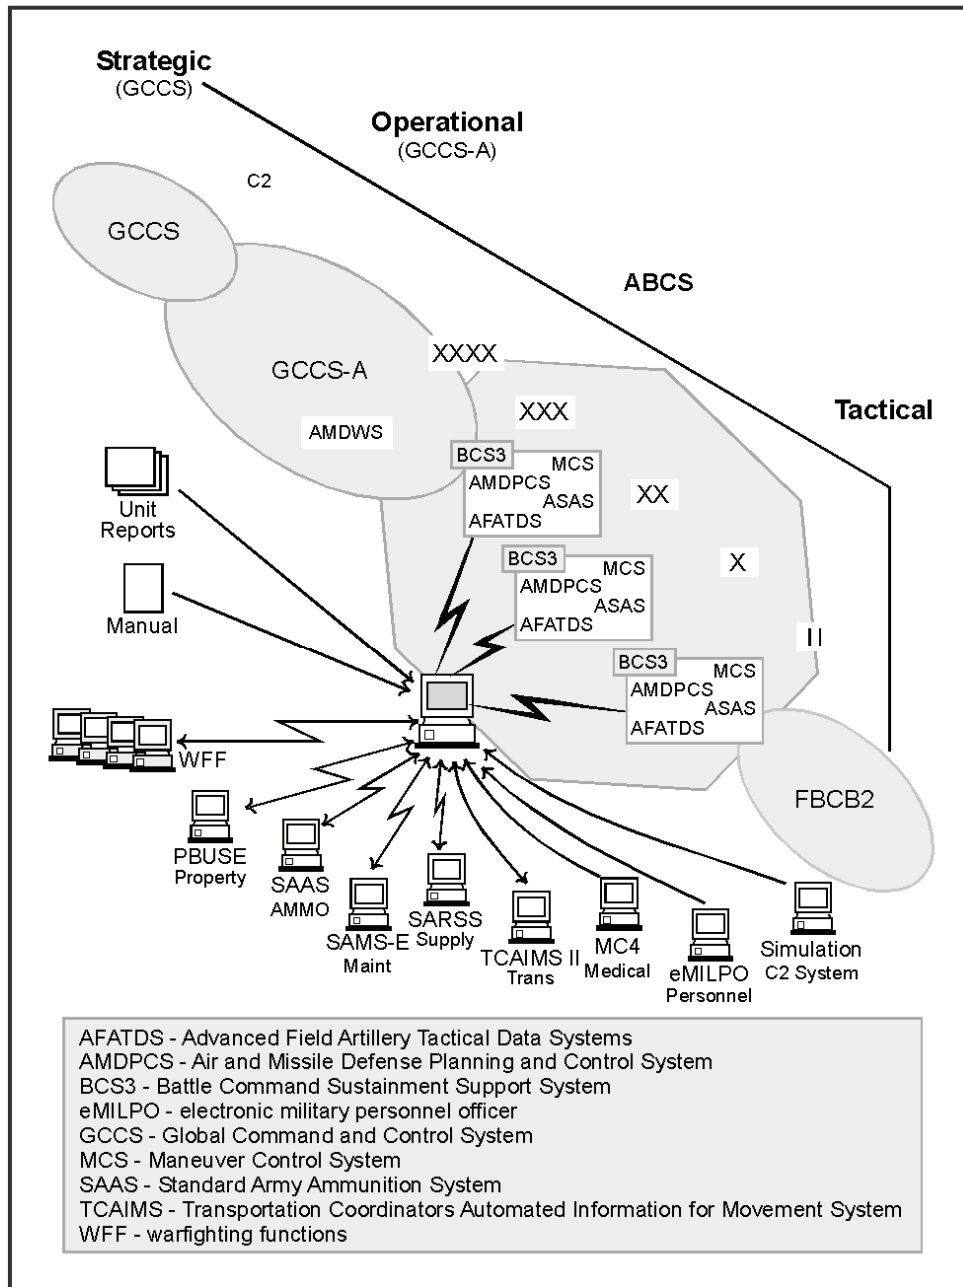 Strategic
(GCCS)
Operational
(GCCS-A)
C2
GCCS
ABCS
XXXX
GCCS-A
XXX
Tactical
AMDWS
BCS3
MCS
AMDPCS
ASAS
AFATDS
XX
Unit
Reports
BCS3
MCS
AMDPCS
ASAS
AFATDS
X
Manual
II
BCS3
MCS
AMDPCS
ASAS
AFATDS
WFF
FBCB2
PBUSE
Property
SAAS
AMMO
SAMS-E
Maint
SARSS
Supply
TCAIMS II
Trans
MC4
Medical
eMILPO
Personnel
Simulation
C2 System
AFATDS - Advanced Field Artillery Tactical Data Systems
AMDPCS - Air and Missile Defense Planning and Control System
BCS3 - Battle Command Sustainment Support System
eMILPO - electronic military personnel officer
GCCS - Global Command and Control System
MCS - Maneuver Control System
SAAS - Standard Army Ammunition System
TCAIMS - Transportation Coordinators Automated Information for Movement System
WFF - warfighting functions